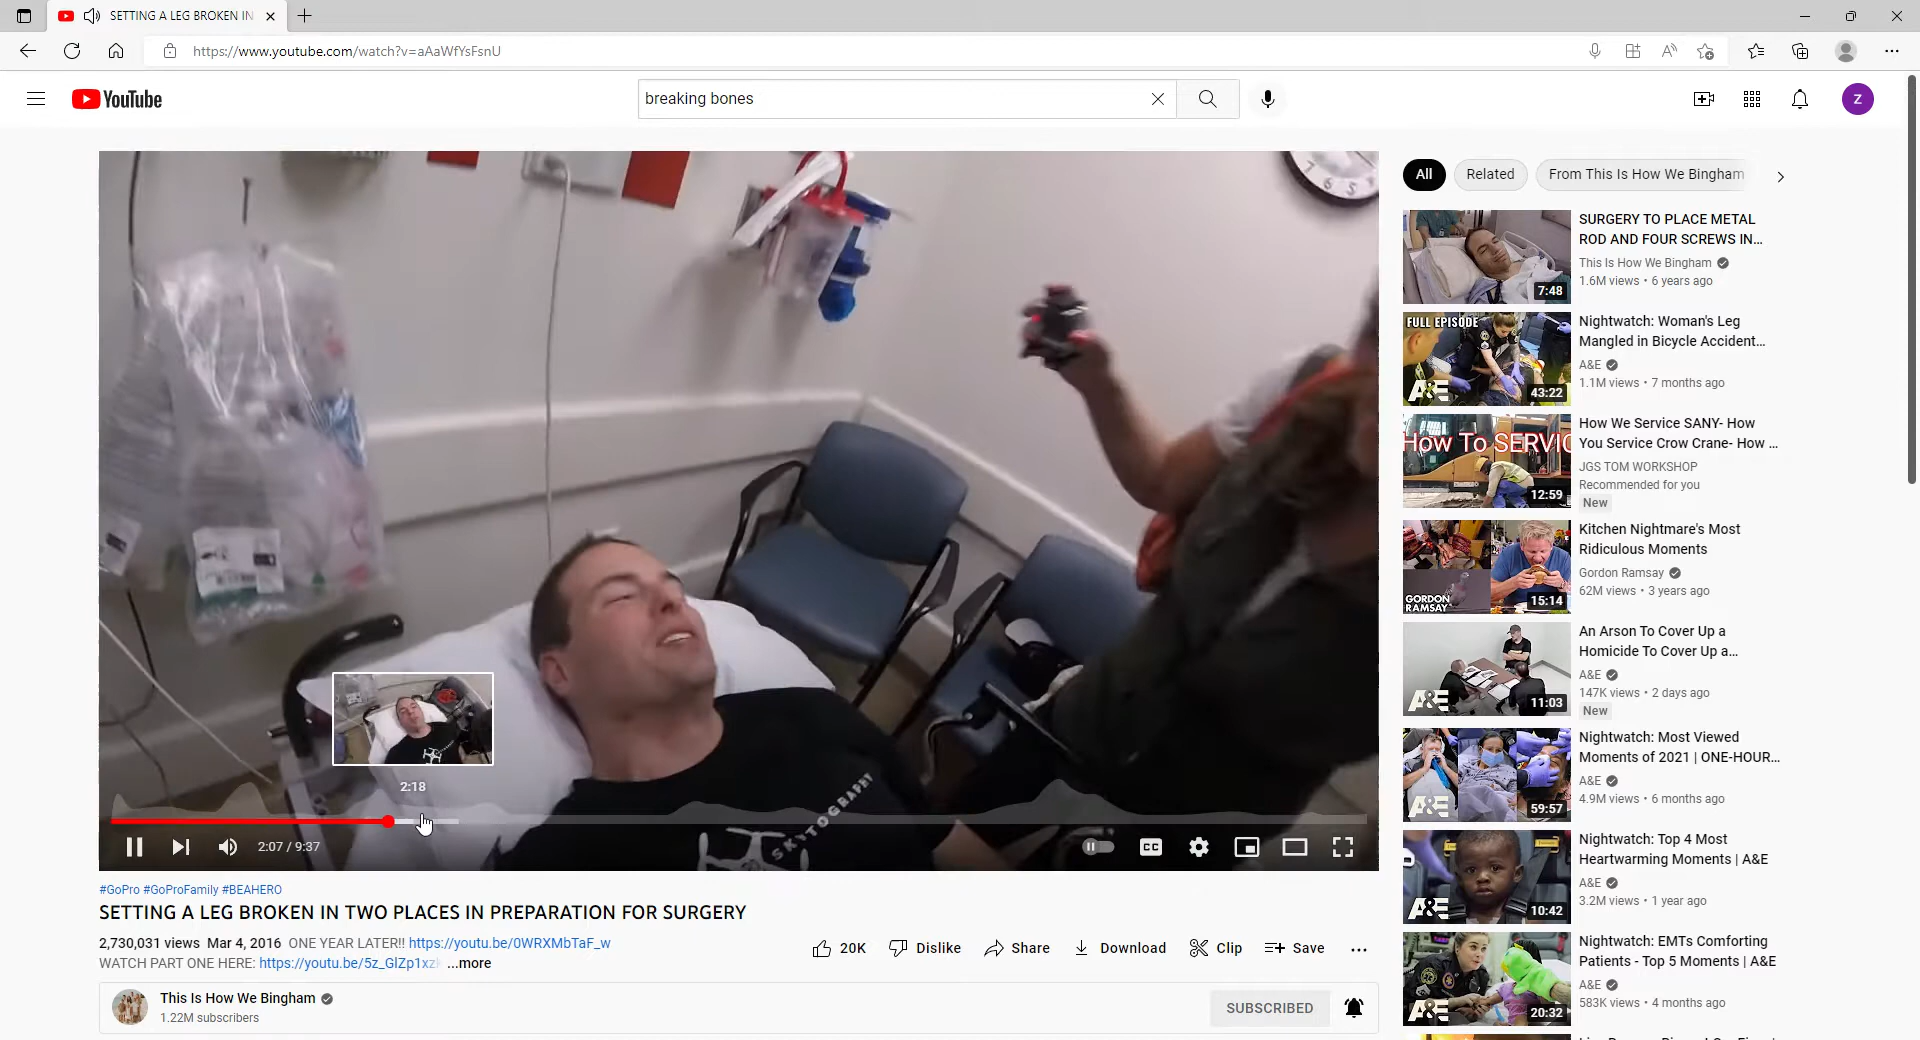 SETTING A LEG BROKEN IN
https://www.youtube.com/watch?v=aAaWfYsFsnU
YouTube
breaking bones
Z
All
Related
From This Is How We Bingham
SURGERY TO PLACE METAL
ROD AND FOUR SCREWS IN...
This Is How We Bingham
1.6M views • 6 years ago
7:48
FULL EPISODE
A&E
43:22
Nightwatch: Woman's Leg
Mangled in Bicycle Accident...
A&E
1.1M views • 7 months ago
How To SERVIC
12:59
How We Service SANY- How
You Service Crow Crane- How ...
JGS TOM WORKSHOP
Recommended for you
New
GORDON
RAMSAY
15:14
Kitchen Nightmare's Most
Ridiculous Moments
Gordon Ramsay
62M views • 3 years ago
A&E
11:03
An Arson To Cover Up a
Homicide To Cover Up a...
A&E
147K views • 2 days ago
New
A&E
59:57
Nightwatch: Most Viewed
Moments of 2021 | ONE-HOUR...
A&E
4.9M views • 6 months ago
A&E
10:42
Nightwatch: Top 4 Most
Heartwarming Moments | A&E
A&E
3.2M views • 1 year ago
A&E
20:32
Nightwatch: EMTs Comforting
Patients - Top 5 Moments | A&E
A&E
583K views • 4 months ago
7 6 5
SKYTOGRAPHY
2:18
2:07 / 9:37
CC
#GoPro #GoProFamily #BEAHERO
SETTING A LEG BROKEN IN TWO PLACES IN PREPARATION FOR SURGERY
2,730,031 views Mar 4, 2016 ONE YEAR LATER!! https://youtu.be/0WRXMbTaF_w
WATCH PART ONE HERE: https://youtu.be/5z_GlZp1xz ...more
20K
Dislike
Share
Download
Clip
Save
This Is How We Bingham
1.22M subscribers
SUBSCRIBED